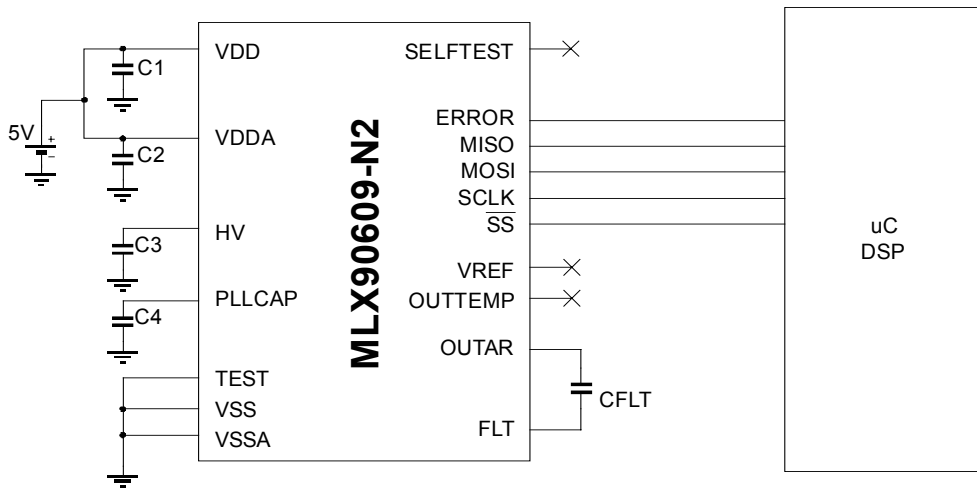 VDD
C1
5V
+
−
VDDA
C2
HV
C3
PLLCAP
C4
TEST
VSS
VSSA
MLX90609-N2
SELFTEST
ERROR
MISO
MOSI
SCLK
SS
VREF
OUTTEMP
OUTAR
CFLT
FLT
uC
DSP